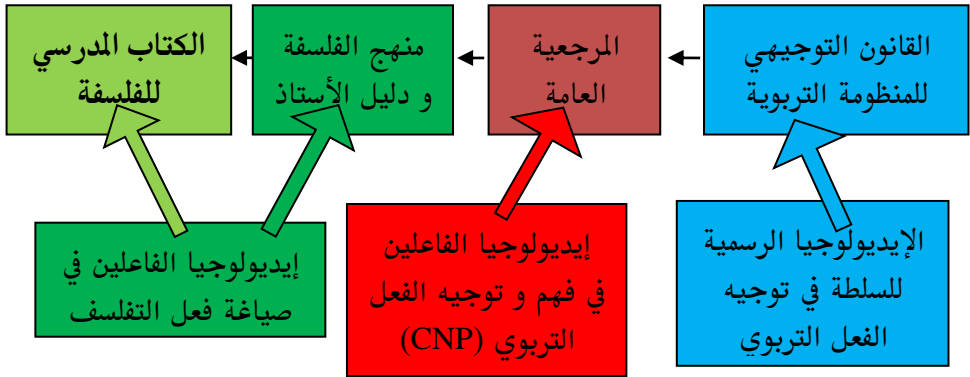 القانون التوجيهي
للمنظومة التربوية
المرجعية
العامة
منهج الفلسفة
و دليل الأستاذ
الكتاب المدرسي
للفلسفة
الإيديولوجيا الرسمية
للسلطة في توجيه
الفعل التربوي
إيديولوجيا الفاعلين
في فهم و توجيه الفعل
التربوي (CNP)
إيديولوجيا الفاعلين في
صياغة فعل التفلسف